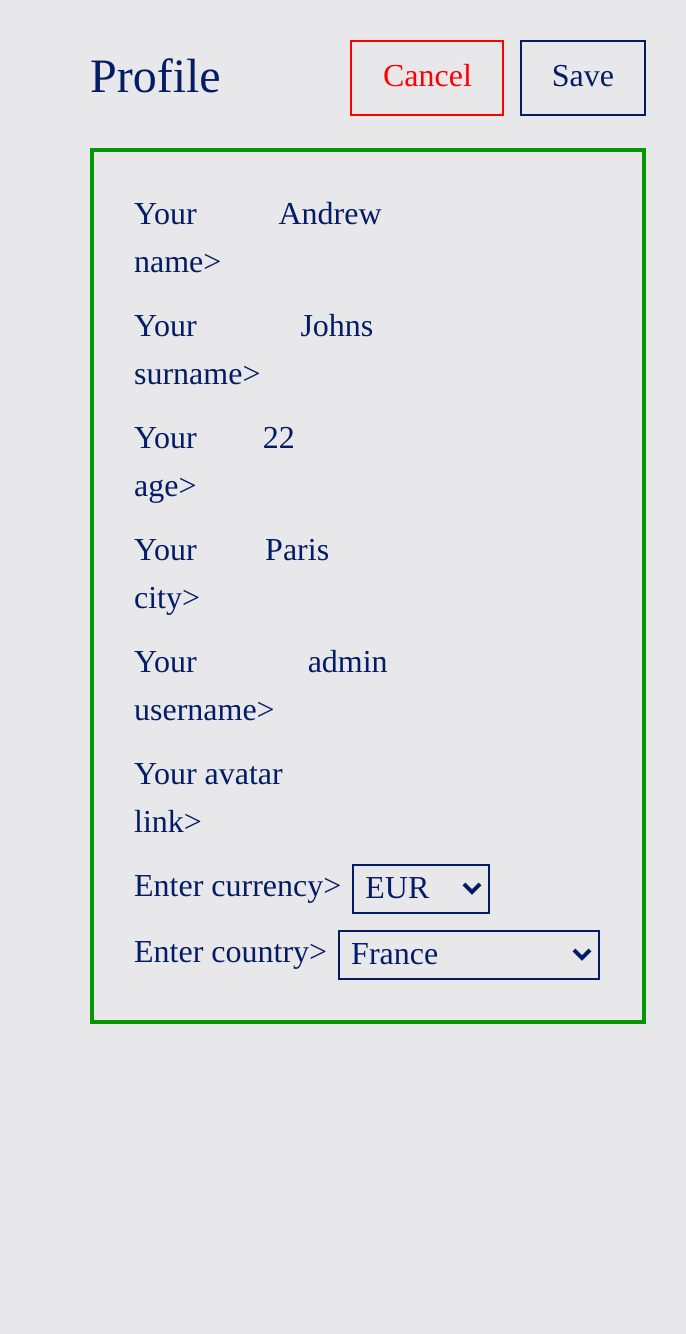 Profile Cancel Save
Your Andrew
name>
Your Johns
surname>
Your 22
age>
Your Paris
city>
Your admin
username>
Your avatar
link>
Enter currency> EUR
Enter country> France